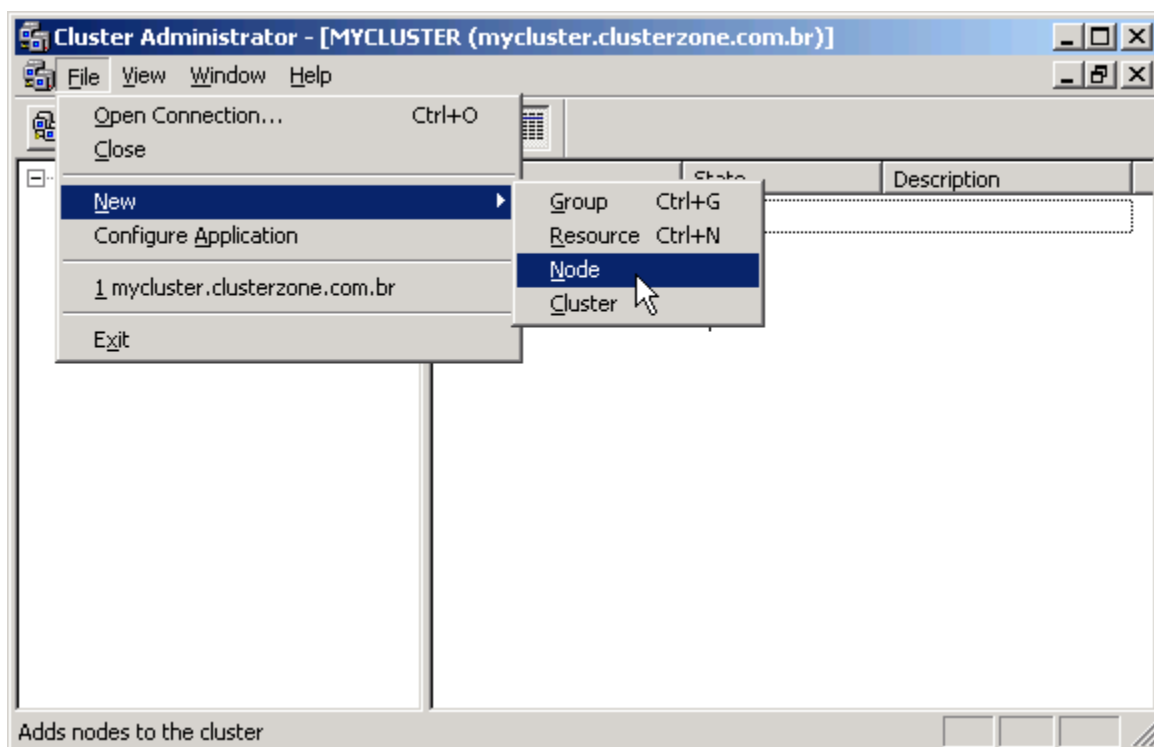 Cluster Administrator - [MYCLUSTER (mycluster.clusterzone.com.br)]
File View Window Help
Open Connection... Ctrl+O
Close
State Description
New
Group Ctrl+G
Configure Application
Resource Ctrl+N
Node
1 mycluster.clusterzone.com.br
Cluster
Exit
Adds nodes to the cluster